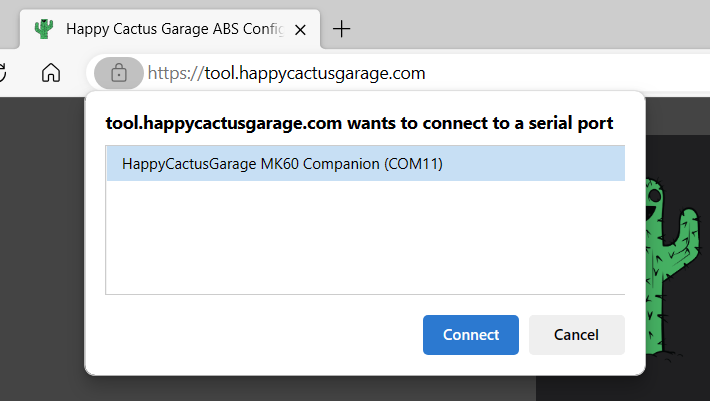 Happy Cactus Garage ABS Config
https://tool.happycactusgarage.com
tool.happycactusgarage.com wants to connect to a serial port
HappyCactusGarage MK60 Companion (COM11)
Connect
Cancel